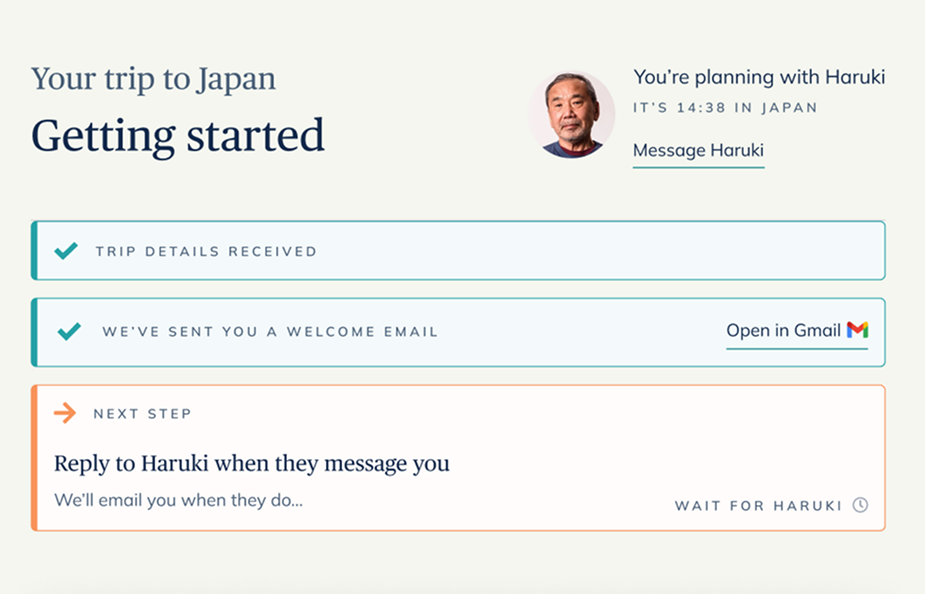 Your trip to Japan
Getting started
You’re planning with Haruki
IT’S 14:38 IN JAPAN
Message Haruki
TRIP DETAILS RECEIVED
WE’VE SENT YOU A WELCOME EMAIL
Open in Gmail
NEXT STEP
Reply to Haruki when they message you
We’ll email you when they do...
WAIT FOR HARUKI